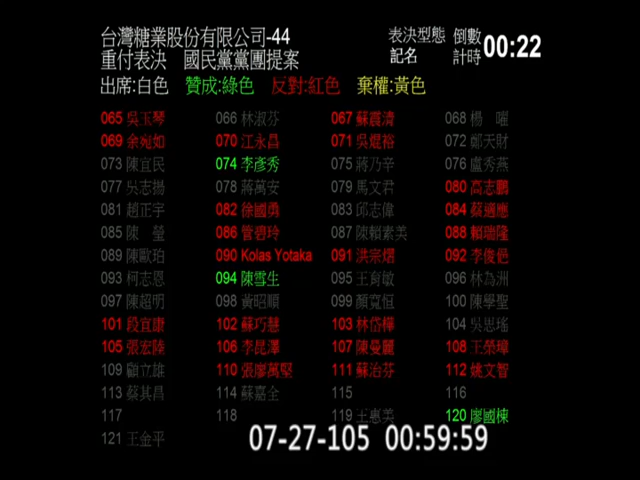 台灣糖業股份有限公司-44
重付表決 國民黨黨團提案
表決型態 記名
倒數計時 00:22
出席:白色 贊成:綠色 反對:紅色 棄權:黃色
065 吳玉琴 066 林淑芬 067 蘇震清 068 楊 曜
069 余宛如 070 江永昌 071 吳焜裕 072 鄭天財
073 陳宜民 074 李彥秀 075 蔣乃辛 076 盧秀燕
077 吳志揚 078 蔣萬安 079 馬文君 080 高志鵬
081 趙正宇 082 徐國勇 083 邱志偉 084 蔡適應
085 陳 瑩 086 管碧玲 087 陳賴素美 088 賴瑞隆
089 陳歐珀 090 Kolas Yotaka 091 洪宗熠 092 李俊俋
093 柯志恩 094 陳雪生 095 王育敏 096 林為洲
097 陳超明 098 黃昭順 099 顏寬恒 100 陳學聖
101 段宜康 102 蘇巧慧 103 林岱樺 104 吳思瑤
105 張宏陸 106 李昆澤 107 陳曼麗 108 王榮璋
109 顧立雄 110 張廖萬堅 111 蘇治芬 112 姚文智
113 蔡其昌 114 蘇嘉全 115 116
117 118 119 王惠美 120 廖國棟
121 王金平
07-27-105 00:59:59